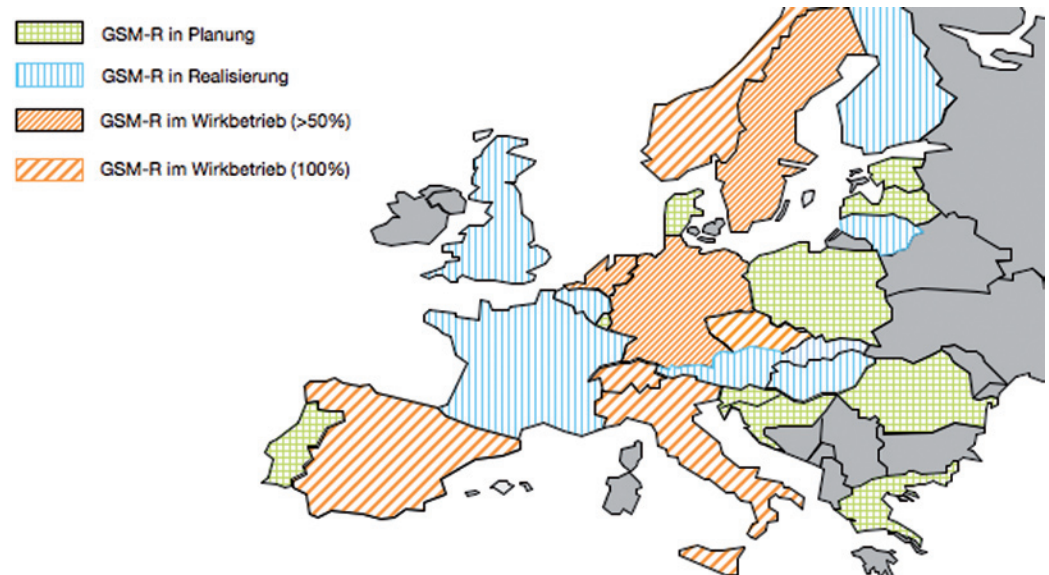 GSM-R in Planung
GSM-R in Realisierung
GSM-R im Wirkbetrieb (>50%)
GSM-R im Wirkbetrieb (100%)